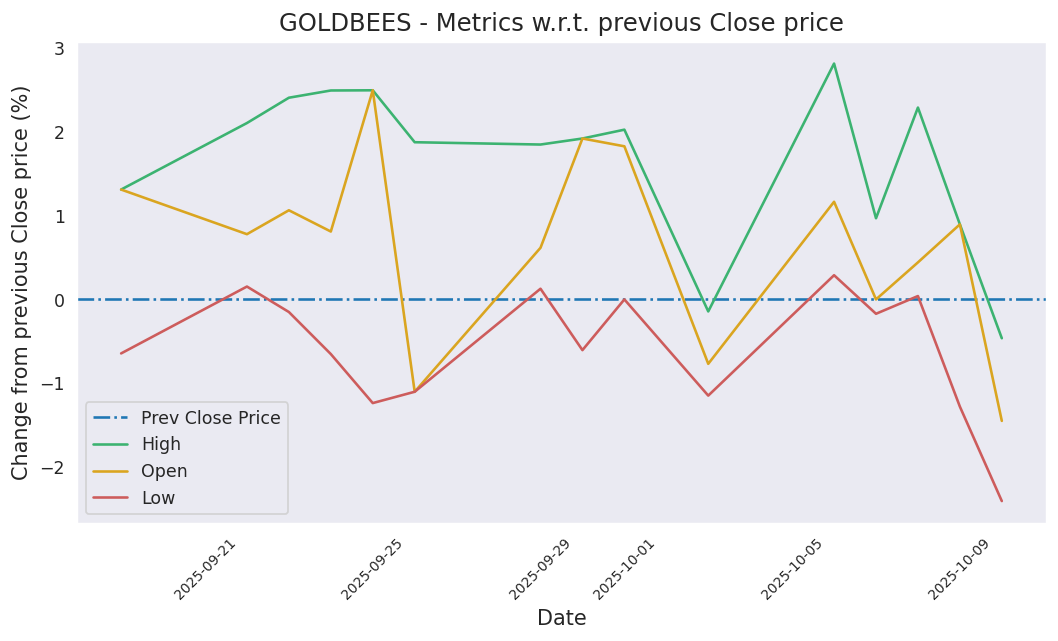 GOLDBEES - Metrics w.r.t. previous Close price
Change from previous Close price (%)
3
2
1
0
−1
−2
Prev Close Price
High
Open
Low
2025-09-21
2025-09-25
2025-09-29
2025-10-01
2025-10-05
2025-10-09
Date